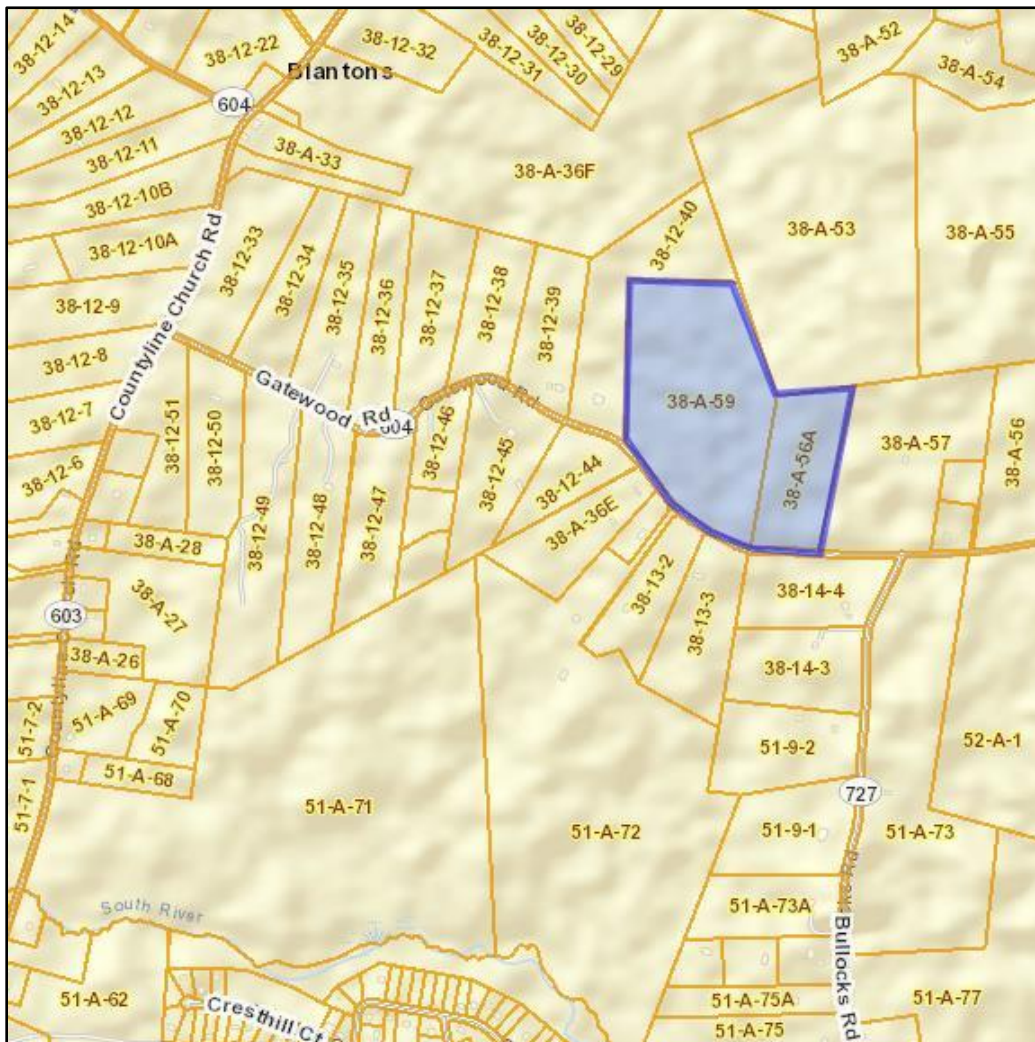 38-12-14
38-12-22
38-12-32
38-12-31
38-12-30
38-12-29
38-A-52
38-A-54
38-12-13
Blantons
38-12-12
604
38-12-11
38-A-33
38-A-36F
38-12-10B
38-12-10A
38-12-33
38-12-34
38-12-35
38-12-36
38-12-37
38-12-38
38-12-39
38-12-40
38-A-53
38-A-55
38-12-9
Countyline Church Rd
38-12-8
38-12-7
38-12-6
Gatewood Rd
604
Gatewood Rd
38-A-59
38-A-56A
38-A-57
38-A-56
38-12-51
38-12-50
38-12-49
38-12-48
38-12-47
38-12-46
38-12-45
38-12-44
38-A-36E
38-13-2
38-13-3
38-14-4
38-A-28
38-A-27
603
38-A-26
38-14-3
51-7-2
51-A-69
51-A-70
51-9-2
52-A-1
51-A-68
51-7-1
51-A-71
51-A-72
727
51-9-1
51-A-73
South River
51-A-73A
Bullocks Rd
51-A-62
Cresthill Ct
51-A-75A
51-A-75
51-A-77